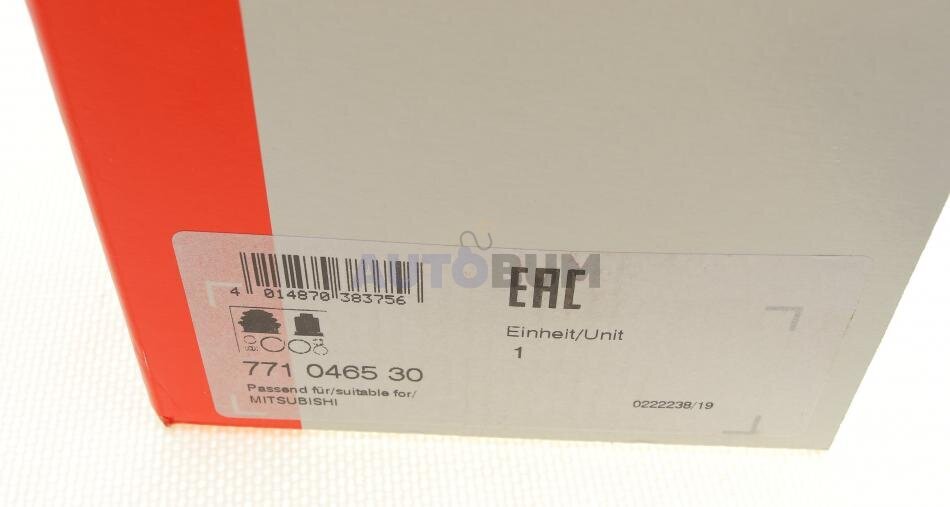 AUTOBUM
4 014870 383756
EAC
Einheit/Unit
1
771 0465 30
Passend für/suitable for/
MITSUBISHI
0222238/19